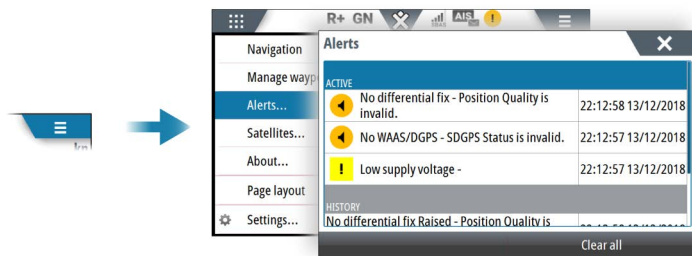 R+ GN
SBAS
AIS
!
Navigation
Manage wayp
Alerts...
Satellites...
About...
Page layout
Settings...
Alerts
X
ACTIVE
No differential fix - Position Quality is
invalid.
22:12:58 13/12/2018
No WAAS/DGPS - SDGPS Status is invalid.
22:12:57 13/12/2018
!
Low supply voltage -
22:12:57 13/12/2018
HISTORY
No differential fix Raised - Position Quality is
Clear all